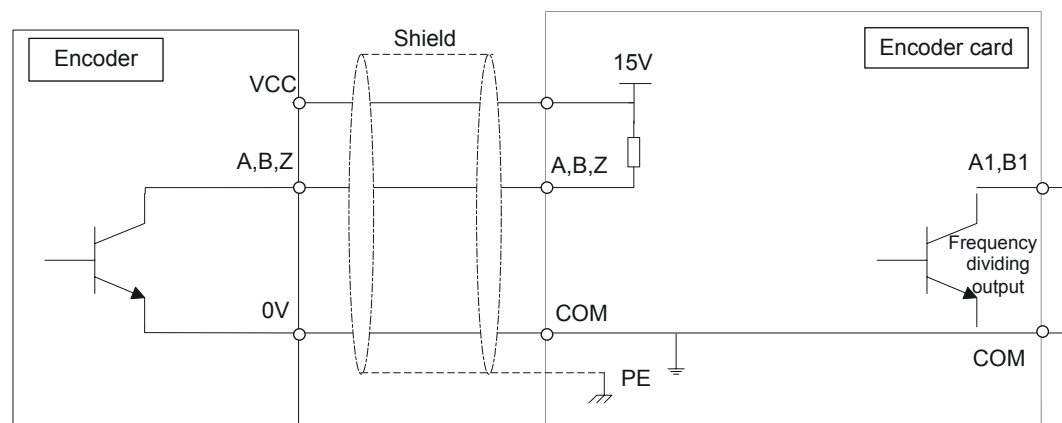 Encoder
Shield
Encoder card
15V
VCC
A,B,Z
A,B,Z
A1,B1
Frequency
dividing
output
0V
COM
COM
PE